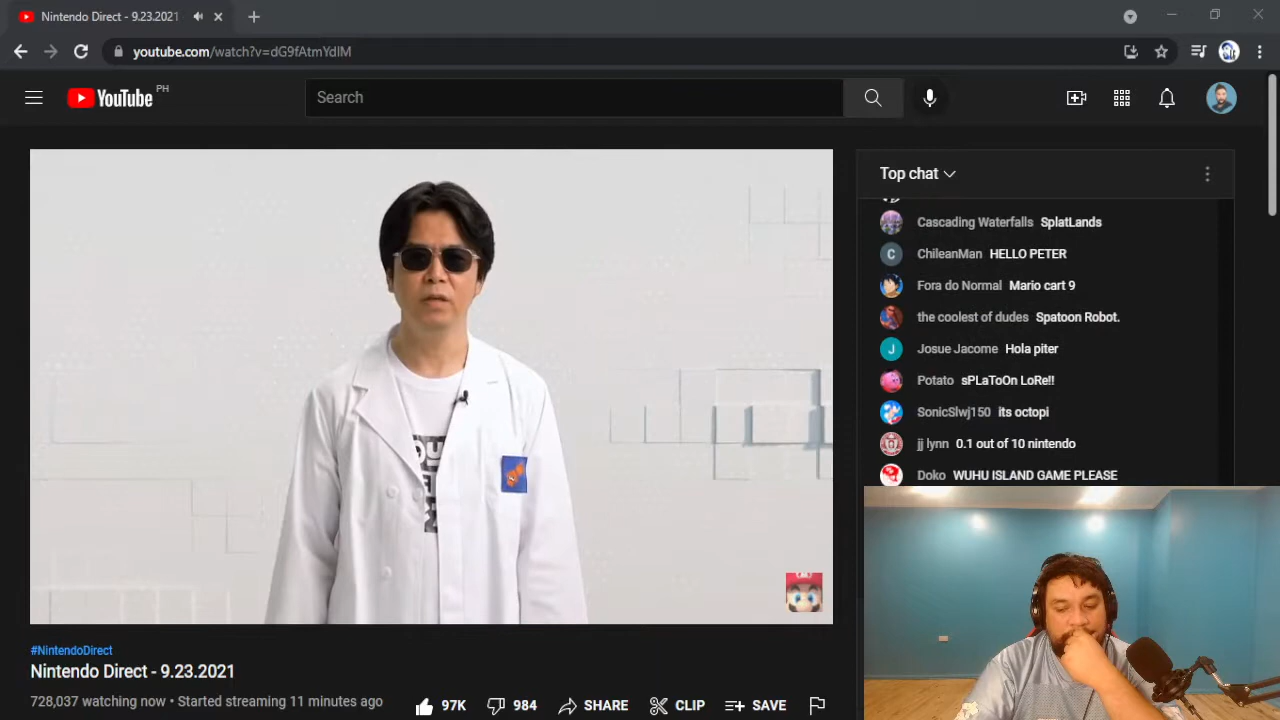 Nintendo Direct - 9.23.2021
youtube.com/watch?v=dG9fAtmYdlM
YouTube PH
Search
Top chat
Cascading Waterfalls SplatLands
ChileanMan HELLO PETER
Fora do Normal Mario cart 9
the coolest of dudes Spatoon Robot.
Josue Jacome Hola piter
Potato sPLaToOn LoRe!!
SonicSlwj150 its octopi
jj lynn 0.1 out of 10 nintendo
Doko WUHU ISLAND GAME PLEASE
C
J
#NintendoDirect
Nintendo Direct - 9.23.2021
728,037 watching now • Started streaming 11 minutes ago
97K
984
SHARE
CLIP
SAVE